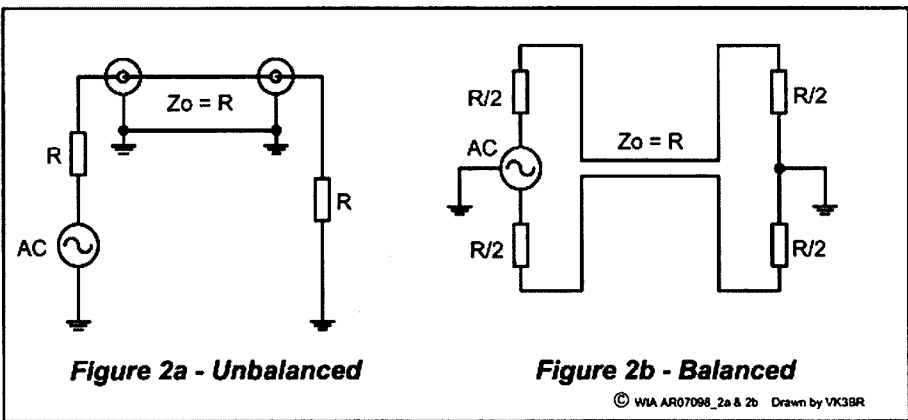 Zo = R
R
R
AC
Figure 2a - Unbalanced
R/2
R/2
AC
Zo = R
R/2
R/2
Figure 2b - Balanced
© WIA AR07098_2a & 2b Drawn by VK3BR